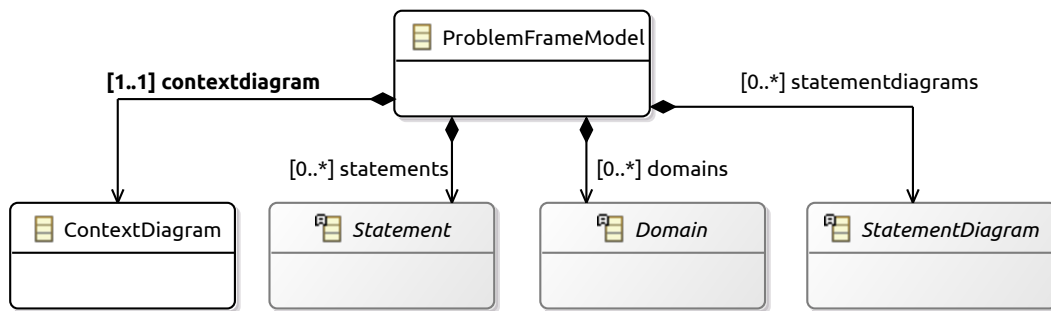 ProblemFrameModel
[1..1] contextdiagram
[0..*] statementdiagrams
[0..*] statements
[0..*] domains
ContextDiagram
Statement
Domain
StatementDiagram